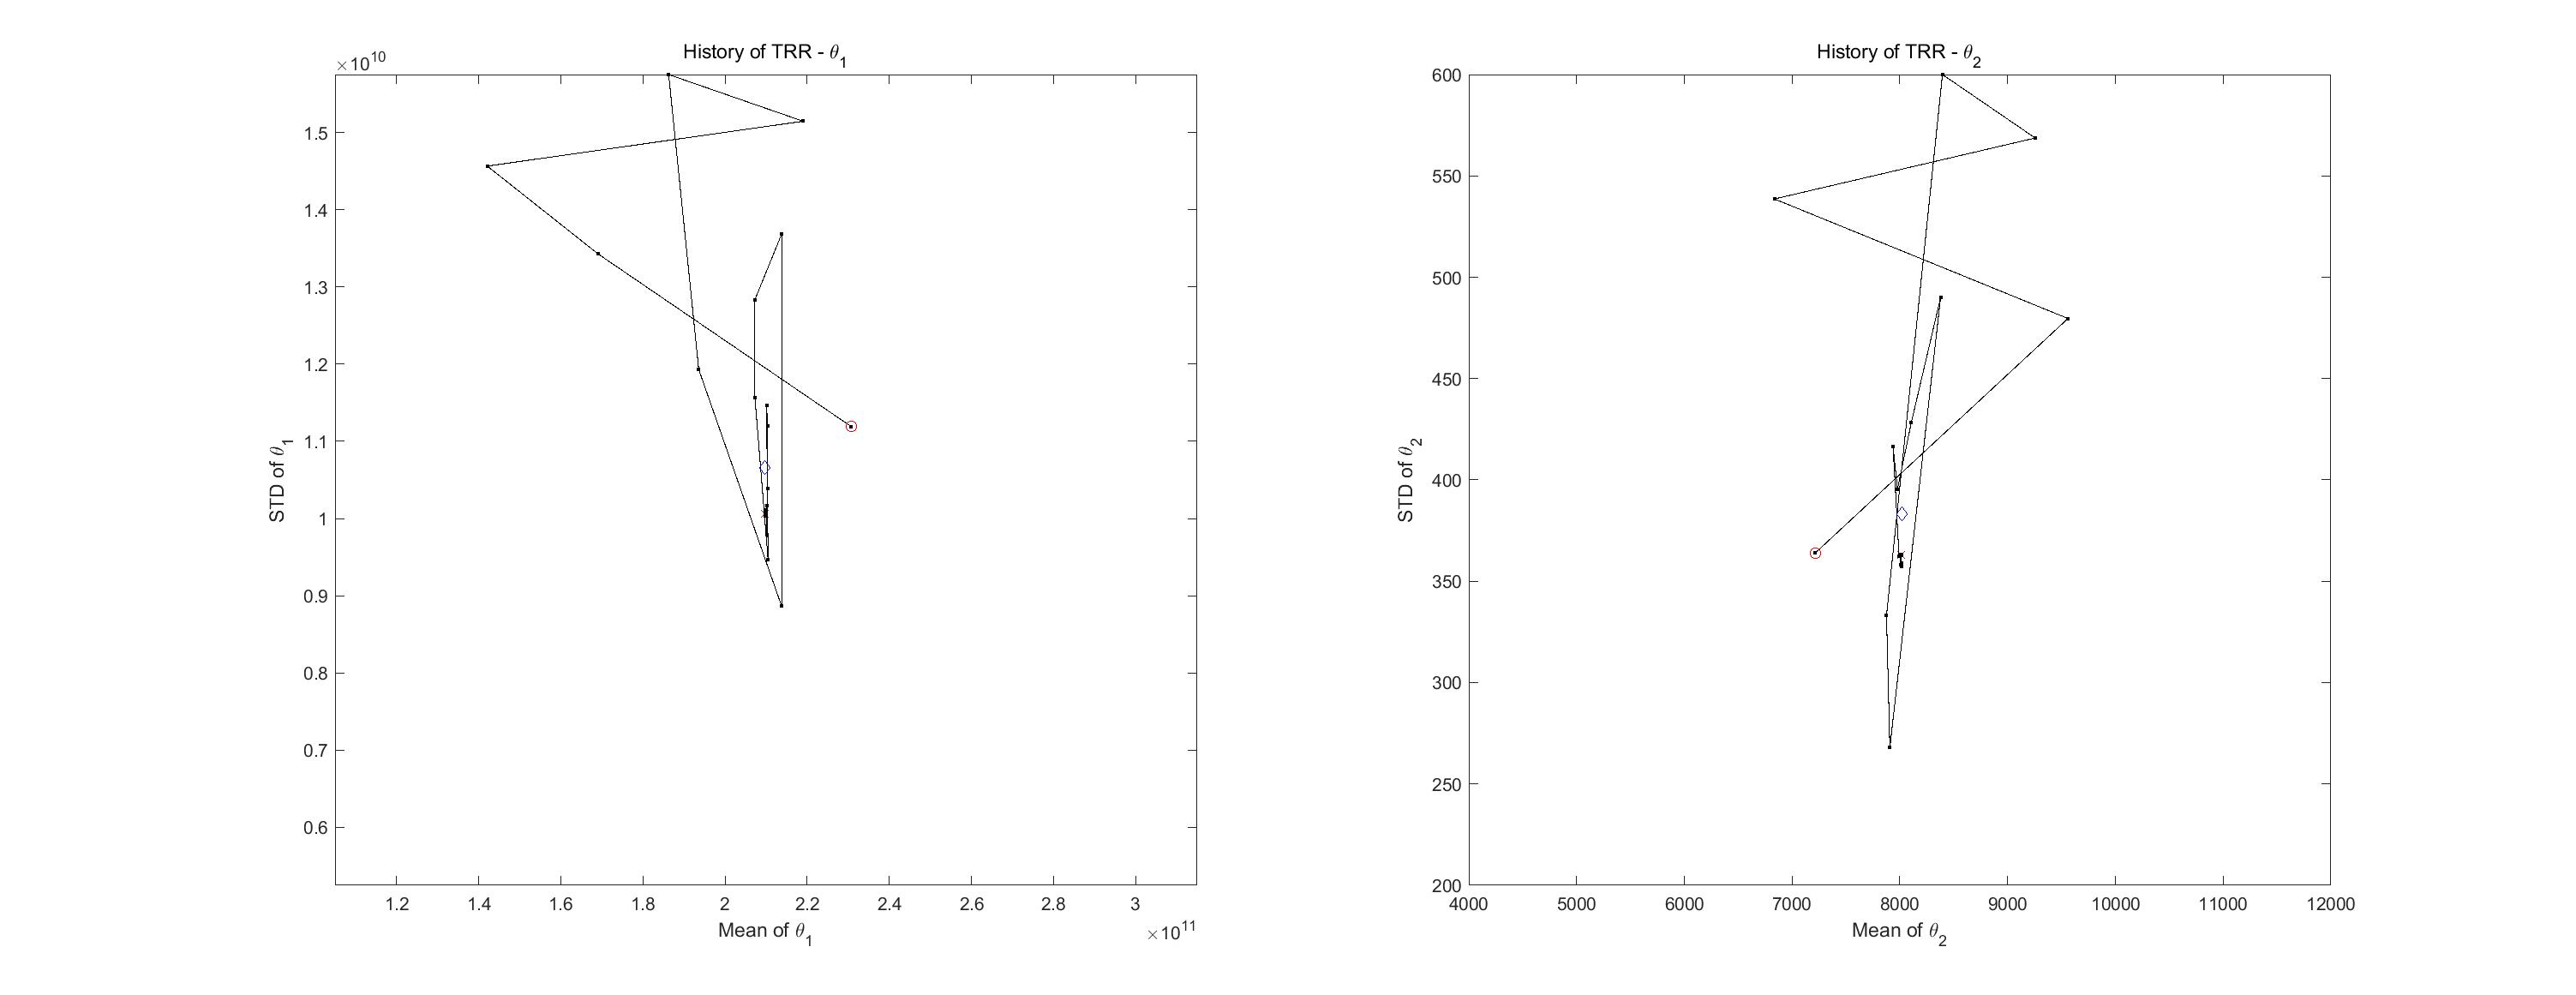 History of TRR - θ1
×10^10
1.5
1.4
1.3
1.2
1.1
1
0.9
0.8
0.7
0.6
STD of θ1
1.2 1.4 1.6 1.8 2 2.2 2.4 2.6 2.8 3
Mean of θ1
×10^11
History of TRR - θ2
600
550
500
450
400
350
300
250
200
STD of θ2
4000 5000 6000 7000 8000 9000 10000 11000 12000
Mean of θ2